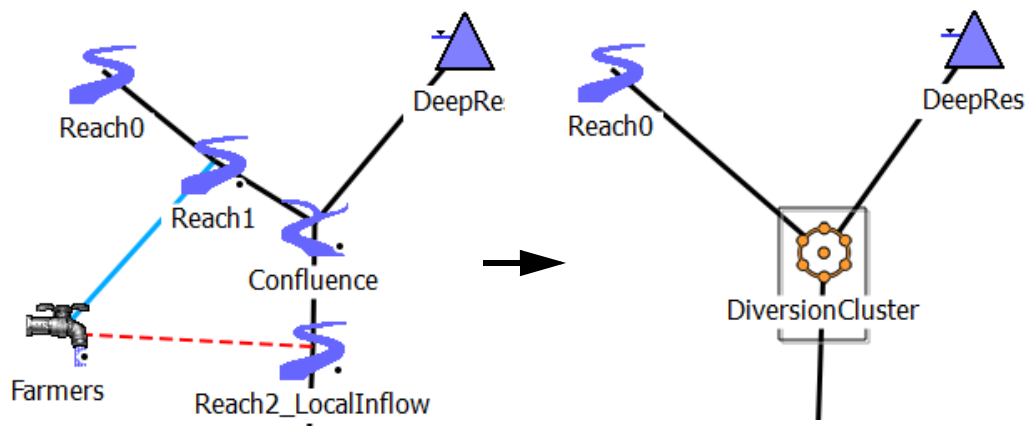 DeepRes
Reach0
Reach1
Confluence
Farmers
Reach2_LocalInflow
DeepRes
Reach0
DiversionCluster